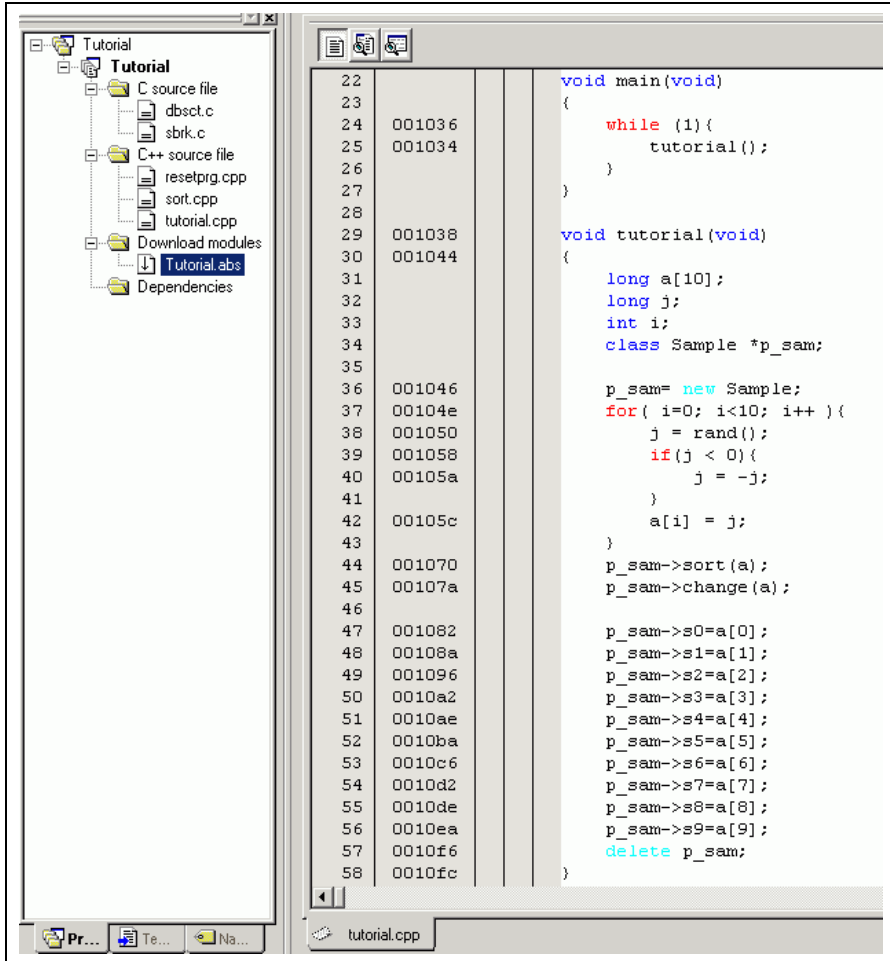 Tutorial
Tutorial
C source file
dbsct.c
sbrk.c
C++ source file
resetprg.cpp
sort.cpp
tutorial.cpp
Download modules
Tutorial.abs
Dependencies
Pr...
Te...
Na...
22 void main(void)
23 {
24 001036 while (1){
25 001034 tutorial();
26 }
27 }
28
29 001038 void tutorial(void)
30 001044 {
31 long a[10];
32 long j;
33 int i;
34 class Sample *p_sam;
35
36 001046 p_sam= new Sample;
37 00104e for( i=0; i<10; i++ ){
38 001050 j = rand();
39 001058 if(j < 0){
40 00105a j = -j;
41 }
42 00105c a[i] = j;
43 }
44 001070 p_sam->sort(a);
45 00107a p_sam->change(a);
46
47 001082 p_sam->s0=a[0];
48 00108a p_sam->s1=a[1];
49 001096 p_sam->s2=a[2];
50 0010a2 p_sam->s3=a[3];
51 0010ae p_sam->s4=a[4];
52 0010ba p_sam->s5=a[5];
53 0010c6 p_sam->s6=a[6];
54 0010d2 p_sam->s7=a[7];
55 0010de p_sam->s8=a[8];
56 0010ea p_sam->s9=a[9];
57 0010f6 delete p_sam;
58 0010fc }
tutorial.cpp